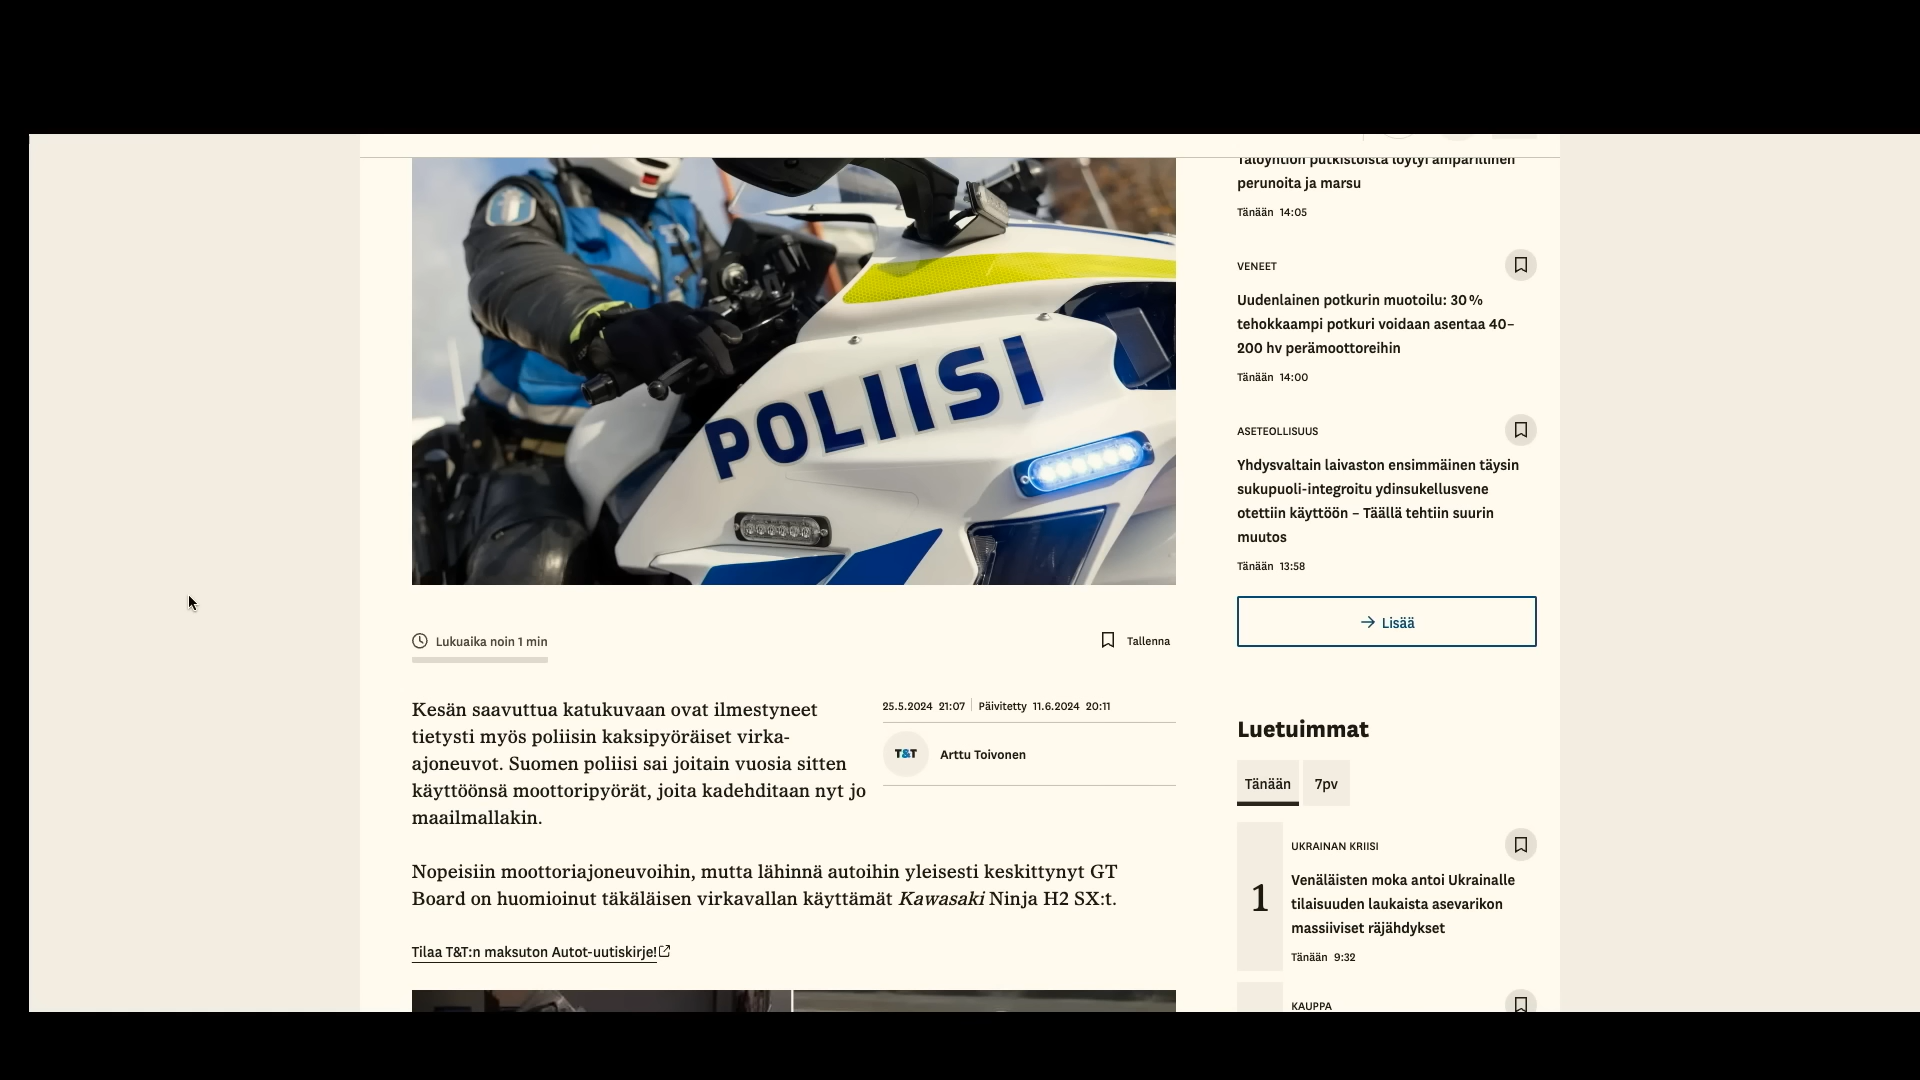 POLIISI
Lukuaika noin 1 min
Tallenna
Kesän saavuttua katukuvaan ovat ilmestyneet
tietysti myös poliisin kaksipyöräiset virka-
ajoneuvot. Suomen poliisi sai joitain vuosia sitten
käyttöönsä moottoripyörät, joita kadehditaan nyt jo
maailmallakin.
25.5.2024 21:07 | Päivitetty 11.6.2024 20:11
T&T
Arttu Toivonen
Nopeisiin moottoriajoneuvoihin, mutta lähinnä autoihin yleisesti keskittynyt GT
Board on huomioinut täkäläisen virkavallan käyttämät Kawasaki Ninja H2 SX:t.
Tilaa T&T:n maksuton Autot-uutiskirje!
Taloyhtiön putkistoista löytyi ämpärillinen
perunoita ja marsu
Tänään 14:05
VENEET
Uudenlainen potkurin muotoilu: 30 %
tehokkaampi potkuri voidaan asentaa 40–
200 hv perämoottoreihin
Tänään 14:00
ASETEOLLISUUS
Yhdysvaltain laivaston ensimmäinen täysin
sukupuoli-integroitu ydinsukellusvene
otettiin käyttöön – Täällä tehtiin suurin
muutos
Tänään 13:58
Lisää
Luetuimmat
Tänään
7pv
1
UKRAINAN KRIISI
Venäläisten moka antoi Ukrainalle
tilaisuuden laukaista asevarikon
massiiviset räjähdykset
Tänään 9:32
KAUPPA